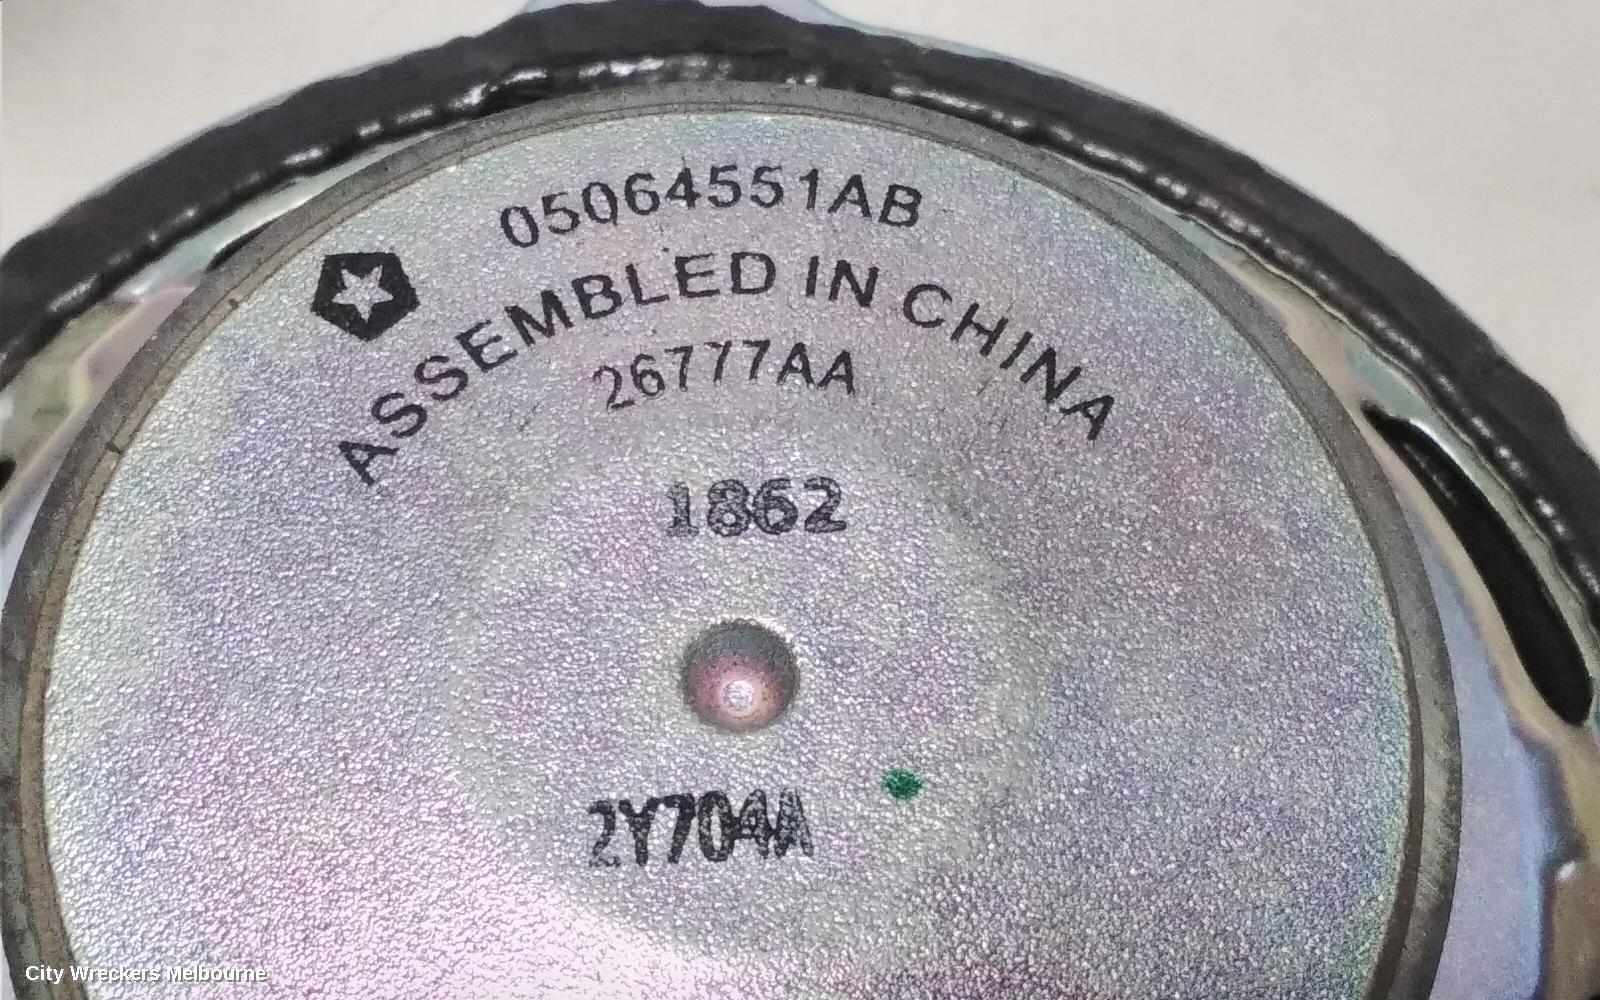 05064551AB
ASSEMBLED IN CHINA
26777AA
1862
2Y704A
City Wreckers Melbourne